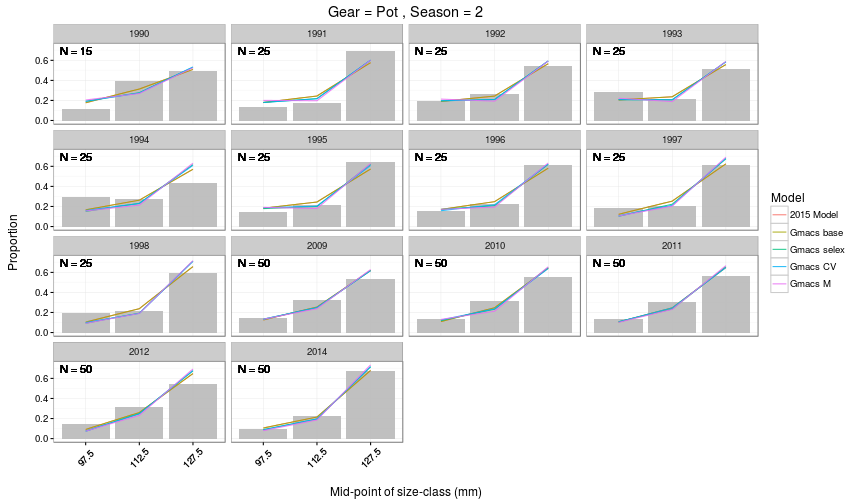 Gear = Pot , Season = 2
1990 1991 1992 1993
N = 15 N = 25 N = 25 N = 25
0.6
0.4
0.2
0.0
1994 1995 1996 1997
N = 25 N = 25 N = 25 N = 25
0.6
0.4
0.2
0.0
1998 2009 2010 2011
N = 25 N = 50 N = 50 N = 50
0.6
0.4
0.2
0.0
2012 2014
N = 50 N = 50
0.6
0.4
0.2
0.0
97.5 112.5 127.5 97.5 112.5 127.5
Proportion
Mid-point of size-class (mm)
Model
2015 Model
Gmacs base
Gmacs selex
Gmacs CV
Gmacs M